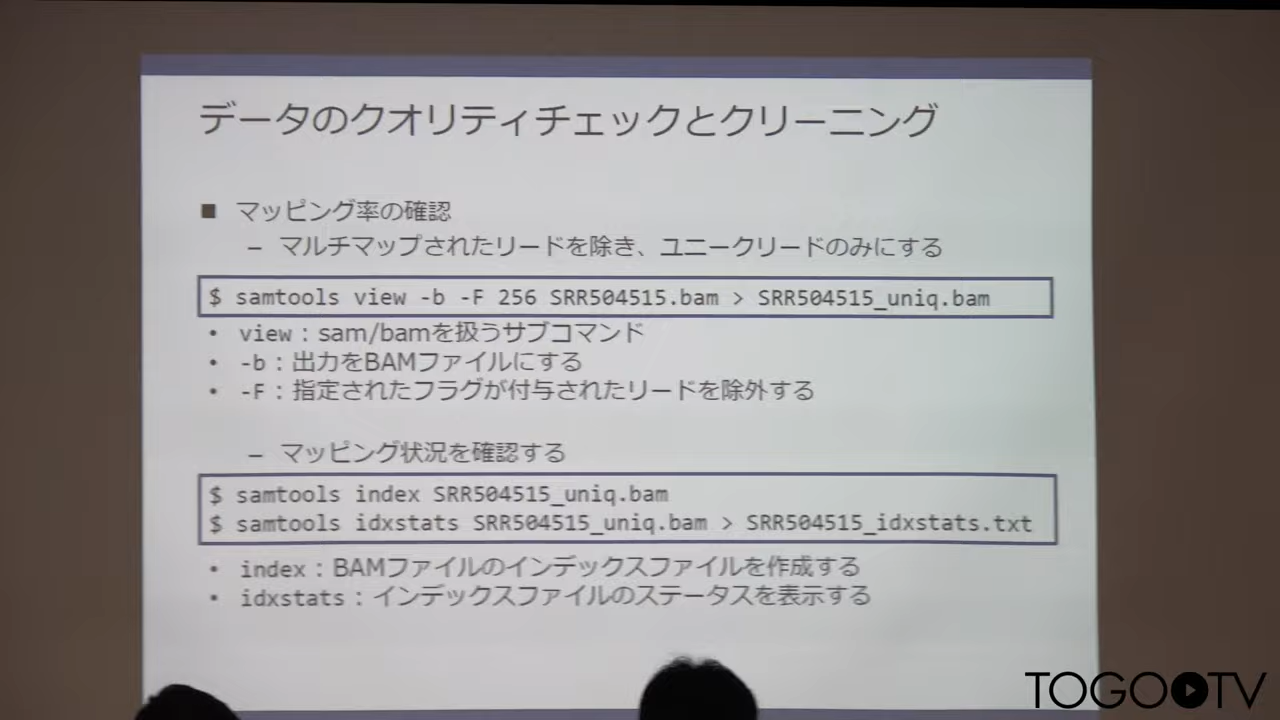 データのクオリティチェックとクリーニング
■ マッピング率の確認
– マルチマップされたリードを除き、ユニークリードのみにする
$ samtools view -b -F 256 SRR504515.bam > SRR504515_uniq.bam
• view：sam/bamを扱うサブコマンド
• -b：出力をBAMファイルにする
• -F：指定されたフラグが付与されたリードを除外する
– マッピング状況を確認する
$ samtools index SRR504515_uniq.bam
$ samtools idxstats SRR504515_uniq.bam > SRR504515_idxstats.txt
• index：BAMファイルのインデックスファイルを作成する
• idxstats：インデックスファイルのステータスを表示する
TOGOTV